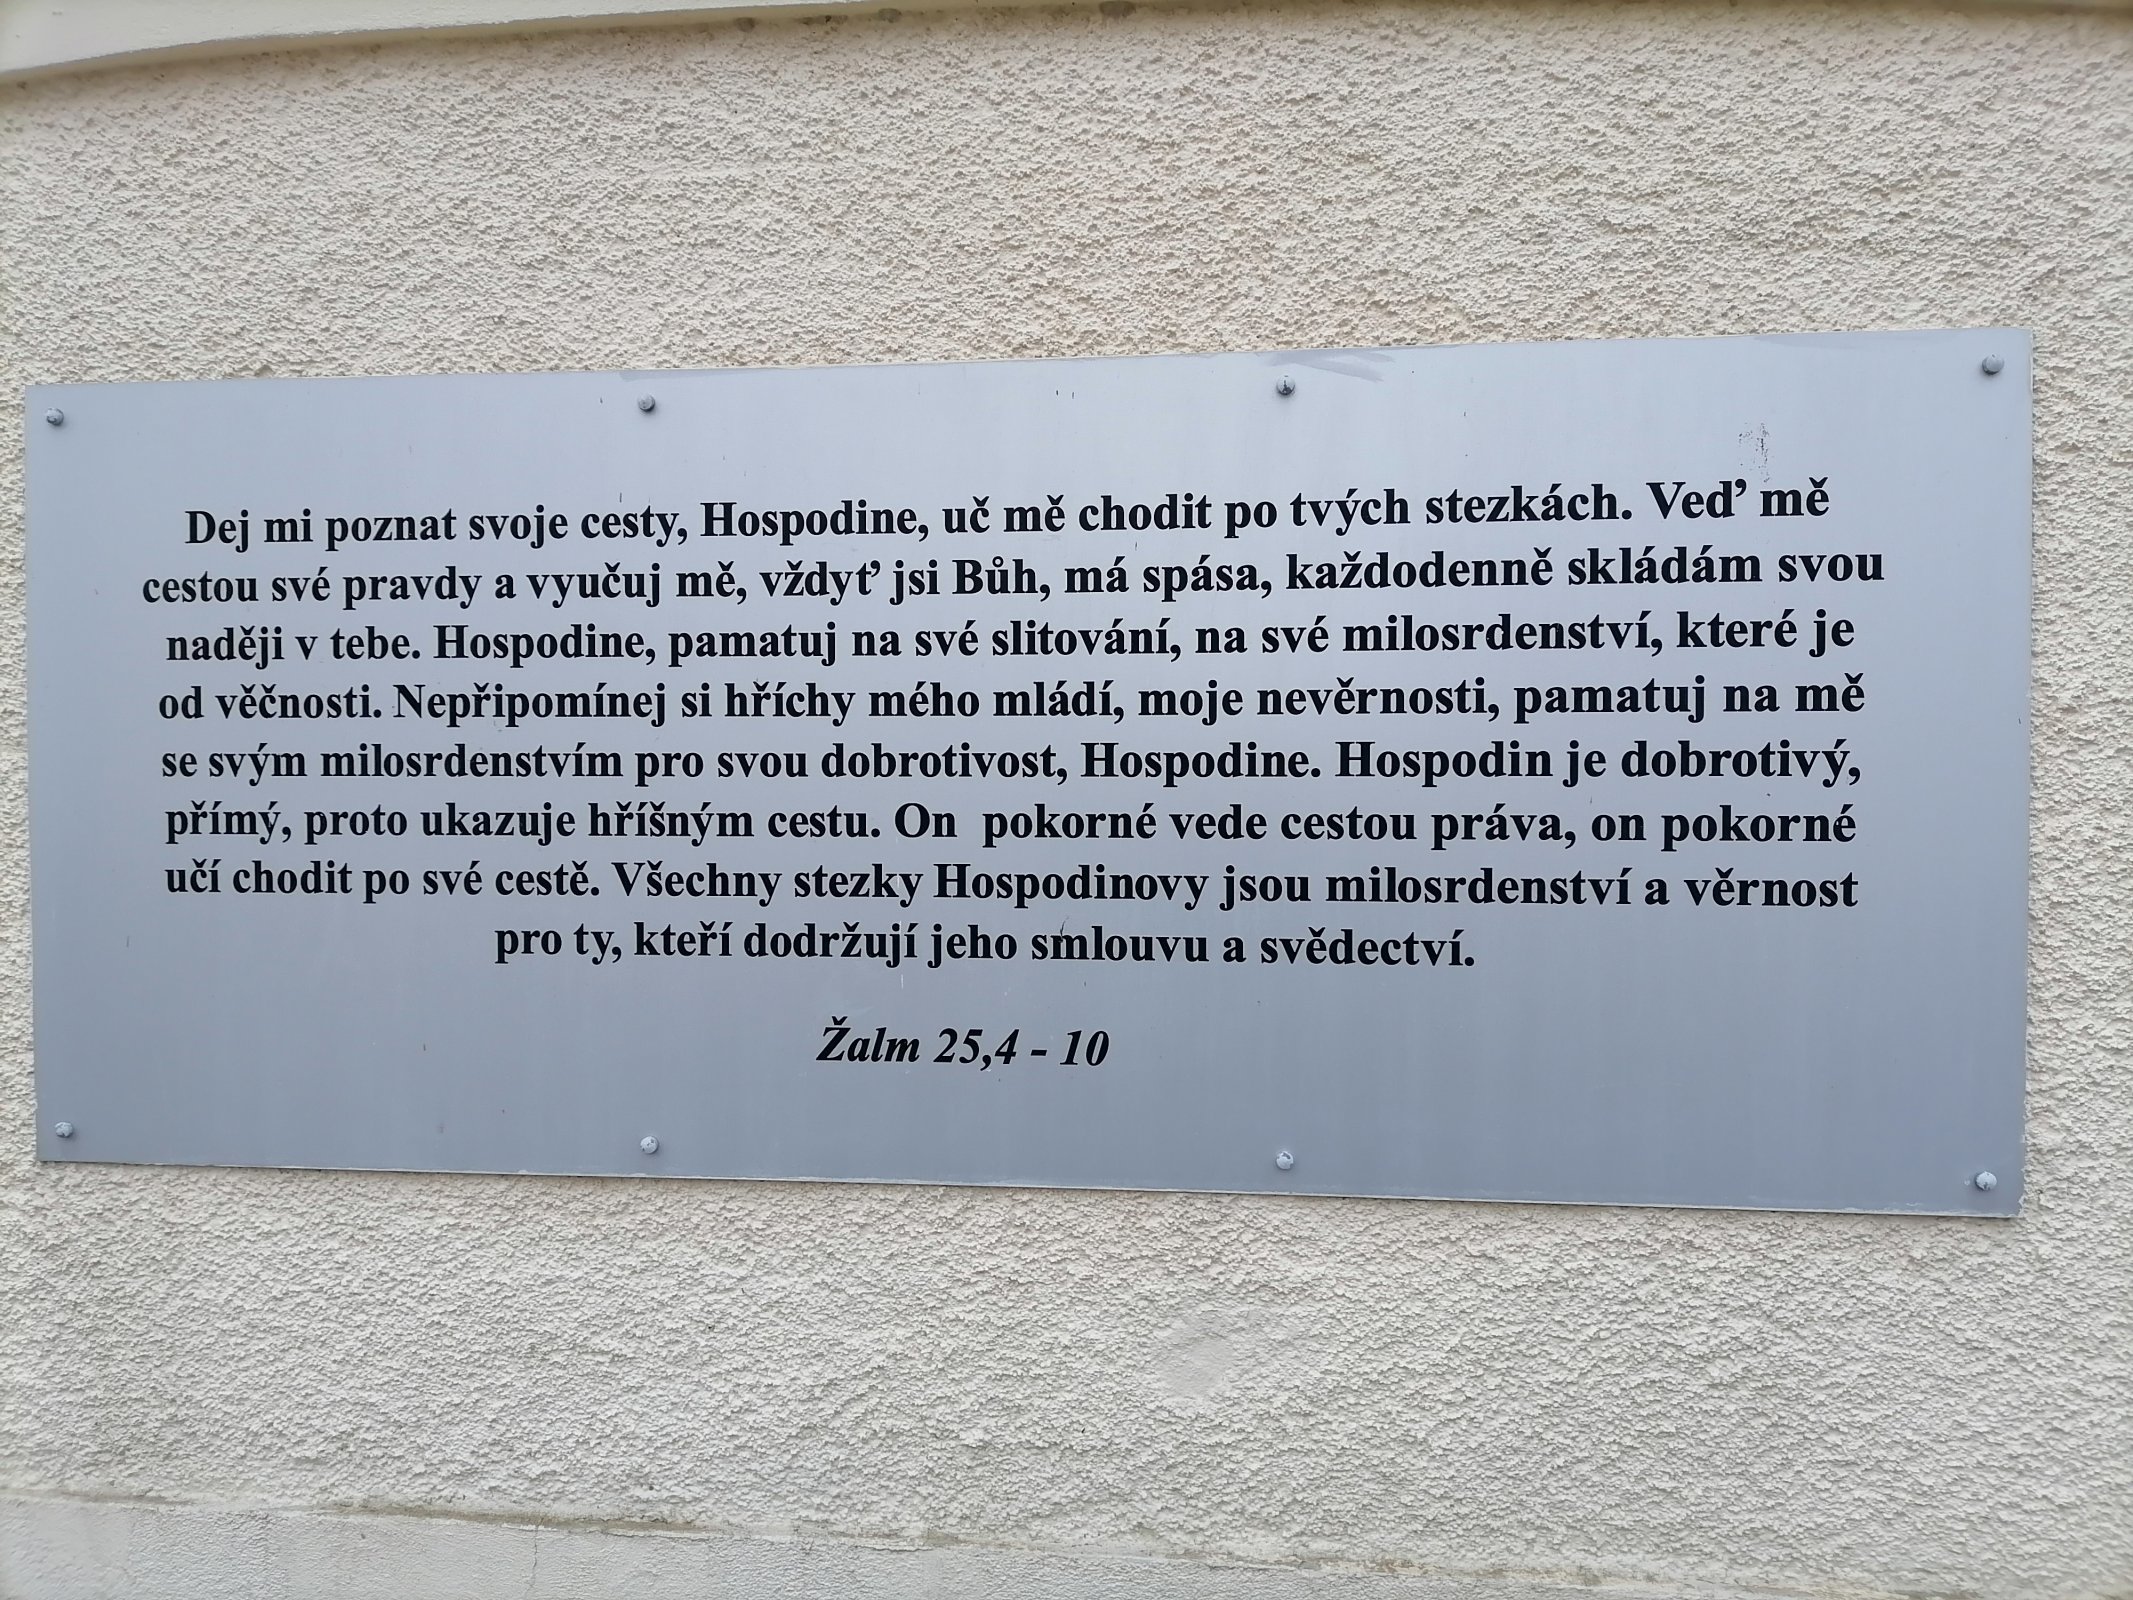 Dej mi poznat svoje cesty, Hospodine, uč mě chodit po tvých stezkách. Veď mě
cestou své pravdy a vyučuj mě, vždyť jsi Bůh, má spása, každodenně skládám svou
naději v tebe. Hospodine, pamatuj na své slitování, na své milosrdenství, které je
od věčnosti. Nepřipomínej si hříchy mého mládí, moje nevěrnosti, pamatuj na mě
se svým milosrdenstvím pro svou dobrotivost, Hospodine. Hospodin je dobrotivý,
přímý, proto ukazuje hříšným cestu. On  pokorné vede cestou práva, on pokorné
učí chodit po své cestě. Všechny stezky Hospodinovy jsou milosrdenství a věrnost
pro ty, kteří dodržují jeho smlouvu a svědectví.
Žalm 25,4 - 10